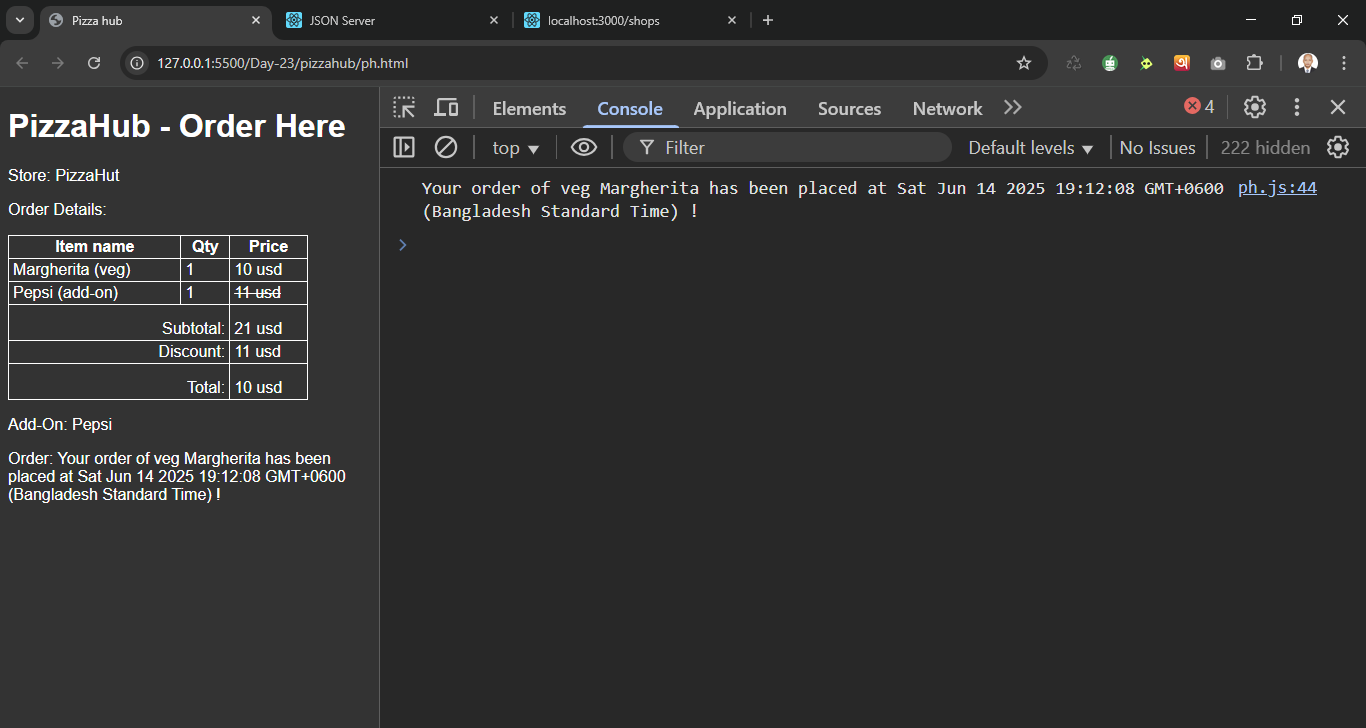 Pizza hub
JSON Server
localhost:3000/shops
127.0.0.1:5500/Day-23/pizzahub/ph.html
PizzaHub - Order Here
Store: PizzaHut
Order Details:
Item name Qty Price
Margherita (veg) 1 10 usd
Pepsi (add-on) 1 11 usd
Subtotal: 21 usd
Discount: 11 usd
Total: 10 usd
Add-On: Pepsi
Order: Your order of veg Margherita has been
placed at Sat Jun 14 2025 19:12:08 GMT+0600
(Bangladesh Standard Time) !
Elements Console Application Sources Network 4
top Filter Default levels No Issues 222 hidden
Your order of veg Margherita has been placed at Sat Jun 14 2025 19:12:08 GMT+0600 ph.js:44
(Bangladesh Standard Time) !